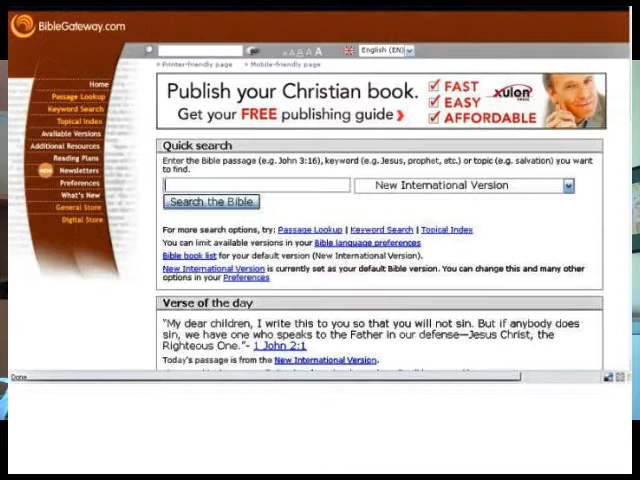 BibleGateway.com
A A A A A
English (EN)
Printer-friendly page
Mobile-friendly page
Home
Passage Lookup
Keyword Search
Topical Index
Available Versions
Additional Resources
Reading Plans
Newsletters
Preferences
What's New
General Store
Digital Store
Publish your Christian book.
Get your FREE publishing guide
FAST
EASY
AFFORDABLE
xulon
Quick search
Enter the Bible passage (e.g. John 3:16), keyword (e.g. Jesus, prophet, etc.) or topic (e.g. salvation) you want
to find.
New International Version
Search the Bible
For more search options, try: Passage Lookup | Keyword Search | Topical Index
You can limit available versions in your Bible language preferences
Bible book list for your default version (New International Version).
New International Version is currently set as your default Bible version. You can change this and many other
options in your Preferences
Verse of the day
“My dear children, I write this to you so that you will not sin. But if anybody does
sin, we have one who speaks to the Father in our defense—Jesus Christ, the
Righteous One.”- 1 John 2:1
Today's passage is from the New International Version.
Done